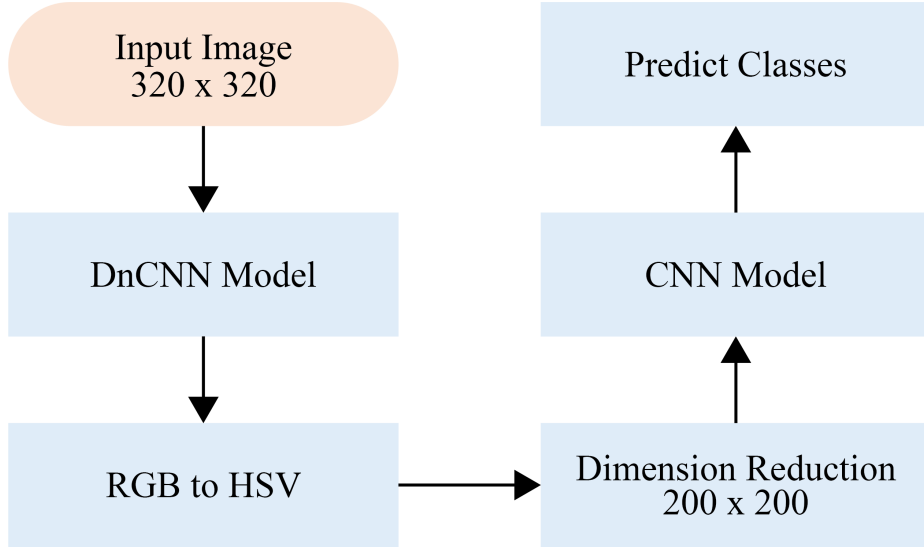 Input Image
320 x 320
DnCNN Model
RGB to HSV
Dimension Reduction
200 x 200
CNN Model
Predict Classes